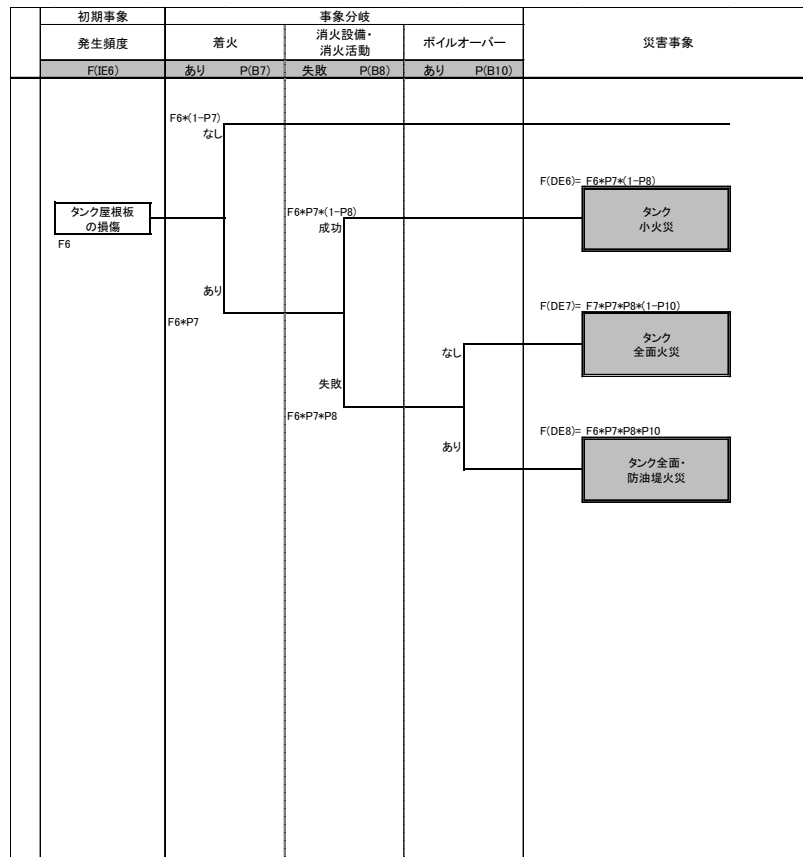 初期事象
事象分岐
発生頻度
着火
消火設備・
消火活動
ボイルオーバー
災害事象
F(IE6)
あり P(B7)
失敗 P(B8)
あり P(B10)
F6*(1-P7)
なし
F(DE6)= F6*P7*(1-P8)
タンク屋根板
の損傷
F6
F6*P7*(1-P8)
成功
タンク
小火災
あり
F6*P7
F(DE7)= F7*P7*P8*(1-P10)
なし
タンク
全面火災
失敗
F6*P7*P8
F(DE8)= F6*P7*P8*P10
あり
タンク全面・
防油堤火災